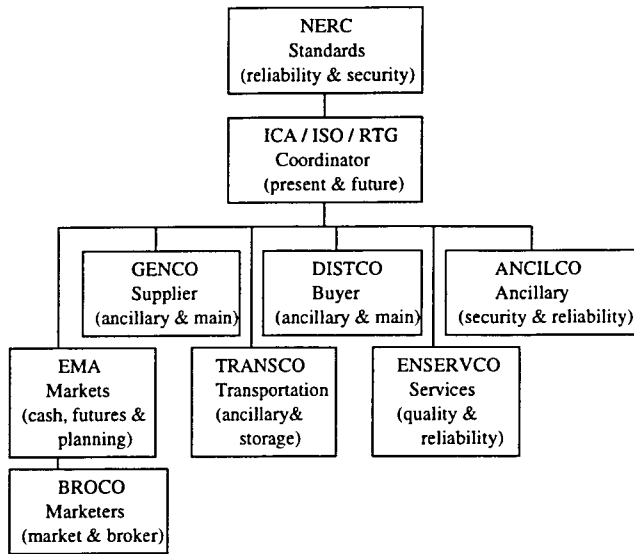 NERC
Standards
(reliability & security)
ICA / ISO / RTG
Coordinator
(present & future)
GENCO
Supplier
(ancillary & main)
DISTCO
Buyer
(ancillary & main)
ANCILCO
Ancillary
(security & reliability)
EMA
Markets
(cash, futures &
planning)
TRANSCO
Transportation
(ancillary&
storage)
ENSERVCO
Services
(quality &
reliability)
BROCO
Marketers
(market & broker)